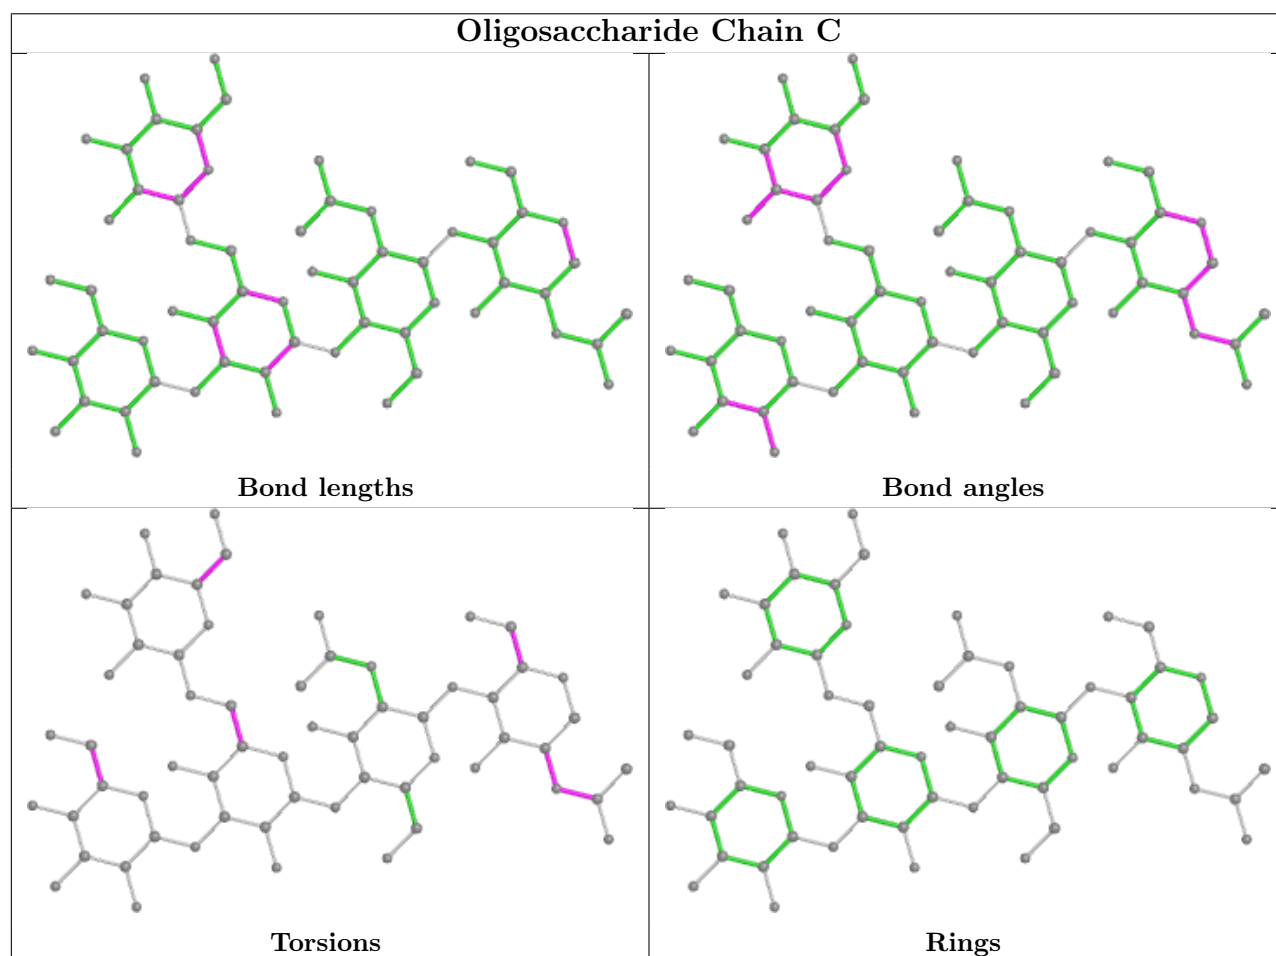 Oligosaccharide Chain C
Bond lengths
Bond angles
Torsions
Rings